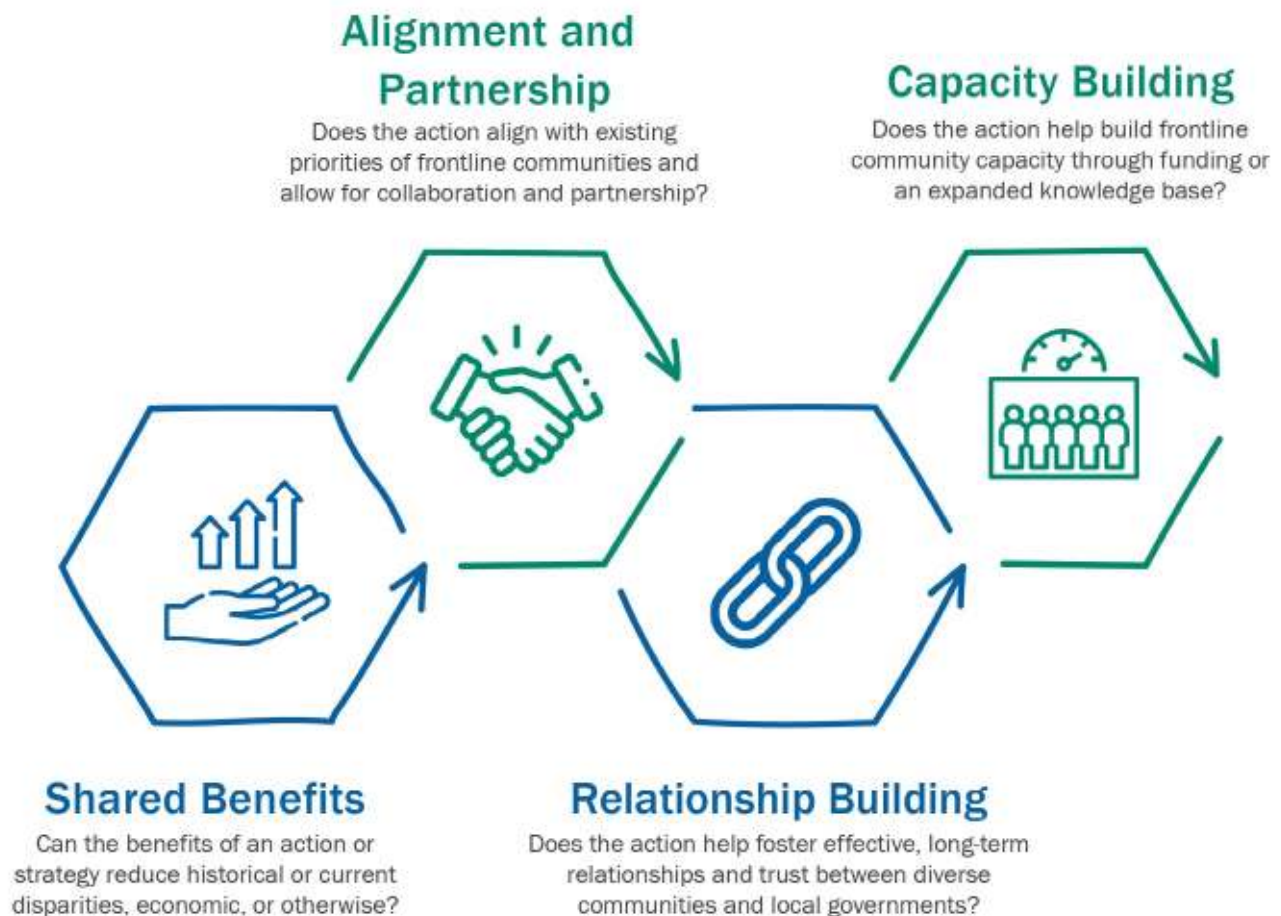 Alignment and
Partnership
Does the action align with existing
priorities of frontline communities and
allow for collaboration and partnership?
Capacity Building
Does the action help build frontline
community capacity through funding or
an expanded knowledge base?
Shared Benefits
Can the benefits of an action or
strategy reduce historical or current
disparities, economic, or otherwise?
Relationship Building
Does the action help foster effective, long-term
relationships and trust between diverse
communities and local governments?